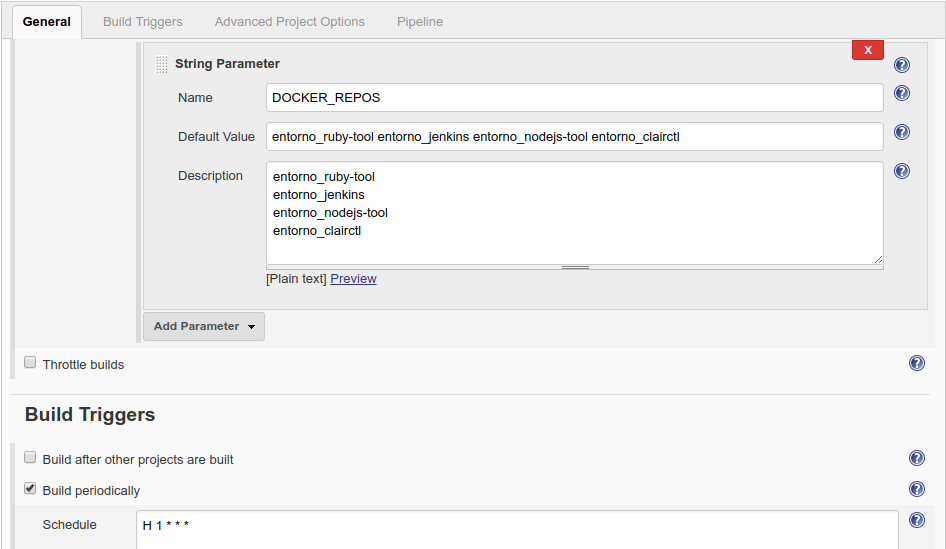 General Build Triggers Advanced Project Options Pipeline
X
String Parameter
Name DOCKER_REPOS
Default Value entorno_ruby-tool entorno_jenkins entorno_nodejs-tool entorno_clairctl
Description entorno_ruby-tool
entorno_jenkins
entorno_nodejs-tool
entorno_clairctl
[Plain text] Preview
Add Parameter
Throttle builds
Build Triggers
Build after other projects are built
Build periodically
Schedule H 1 * * *